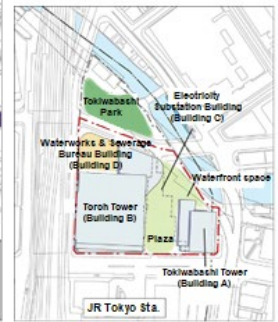 Tokiwabashi
Park
Electricity
Substation Building
(Building C)
Waterworks & Sewerage
Bureau Building
(Building D)
Waterfront space
Toroh Tower
(Building B)
Plaza
Tokiwabashi Tower
(Building A)
JR Tokyo Sta.